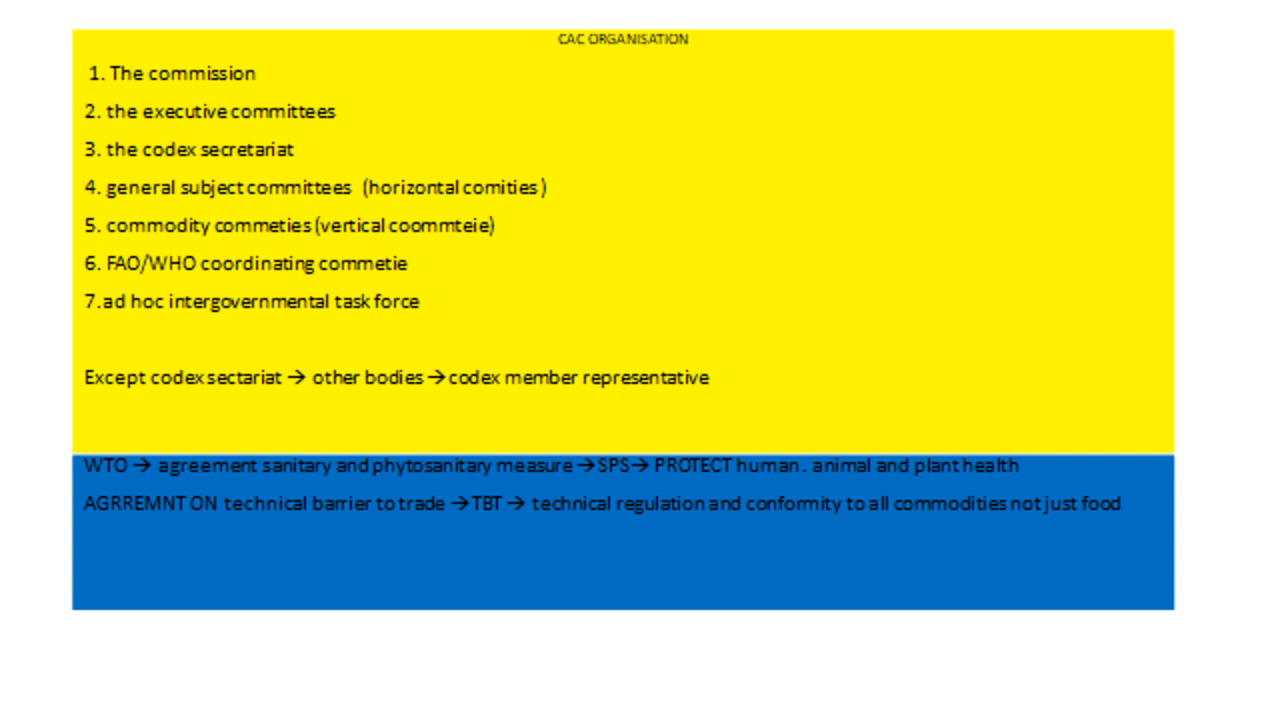 CAC ORGANISATION
1. The commission
2. the executive committees
3. the codex secretariat
4. general subject committees (horizontal comities )
5. commodity commeties (vertical coommteie)
6. FAO/WHO coordinating commetie
7.ad hoc intergovernmental task force
Except codex sectariat → other bodies → codex member representative
WTO → agreement sanitary and phytosanitary measure → SPS → PROTECT human . animal and plant health
AGRREMNT ON technical barrier to trade → TBT → technical regulation and conformity to all commodities not just food